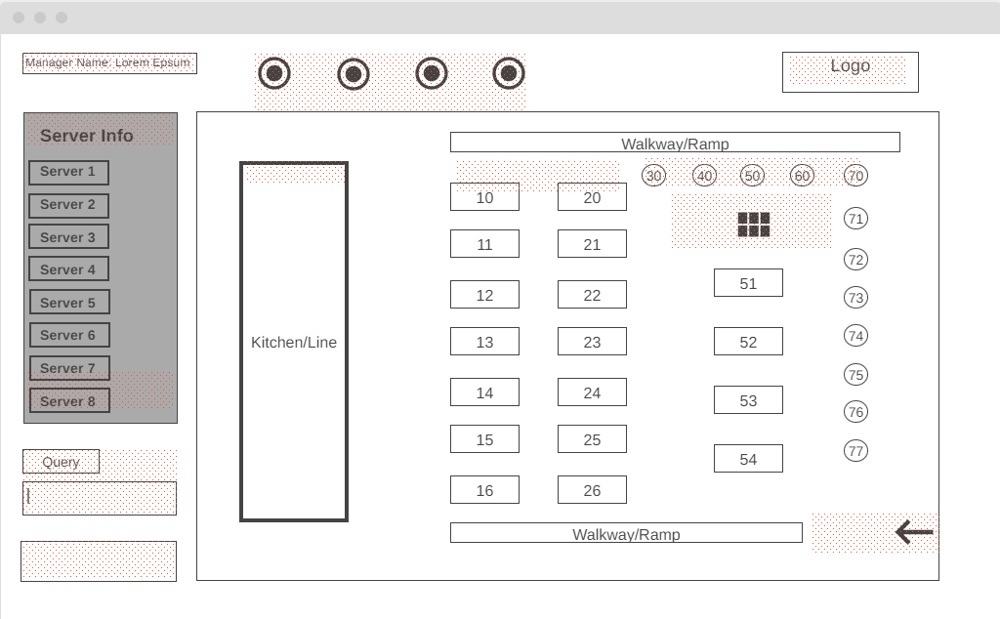 Manager Name: Lorem Epsum
Logo
Server Info
Server 1
Server 2
Server 3
Server 4
Server 5
Server 6
Server 7
Server 8
Query
Kitchen/Line
Walkway/Ramp
30 40 50 60 70
10 20
71
11 21
72
51
12 22
73
13 23
52
74
75
14 24
53
76
15 25
77
54
16 26
Walkway/Ramp